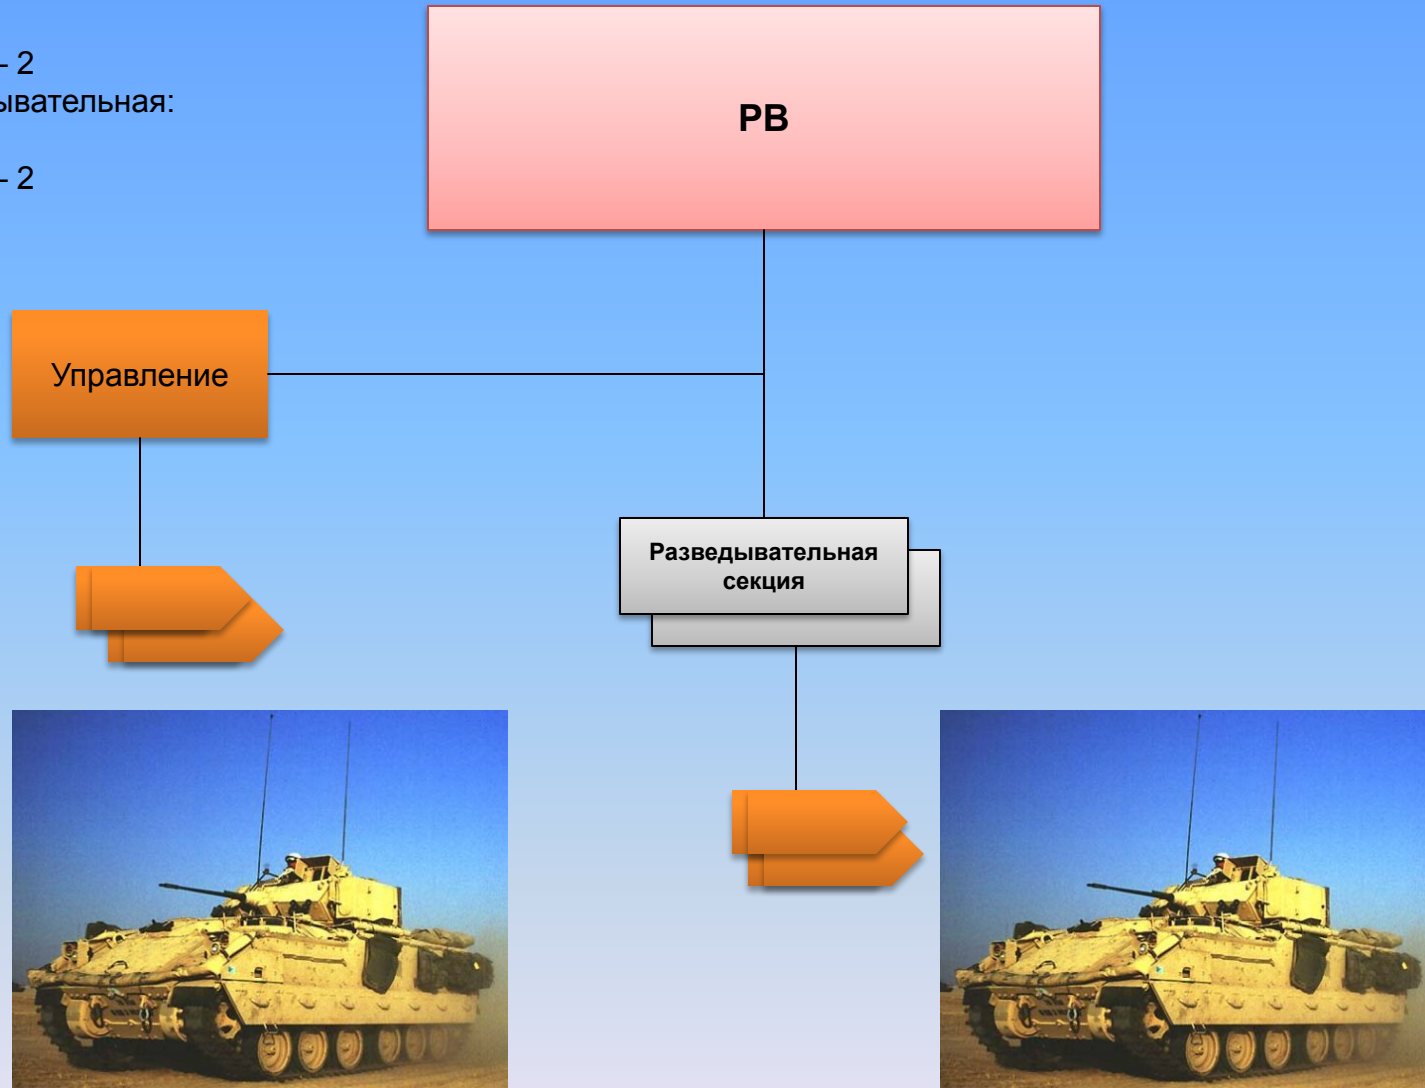 – 2
ывательная:
– 2
РВ
Управление
Разведывательная
секция